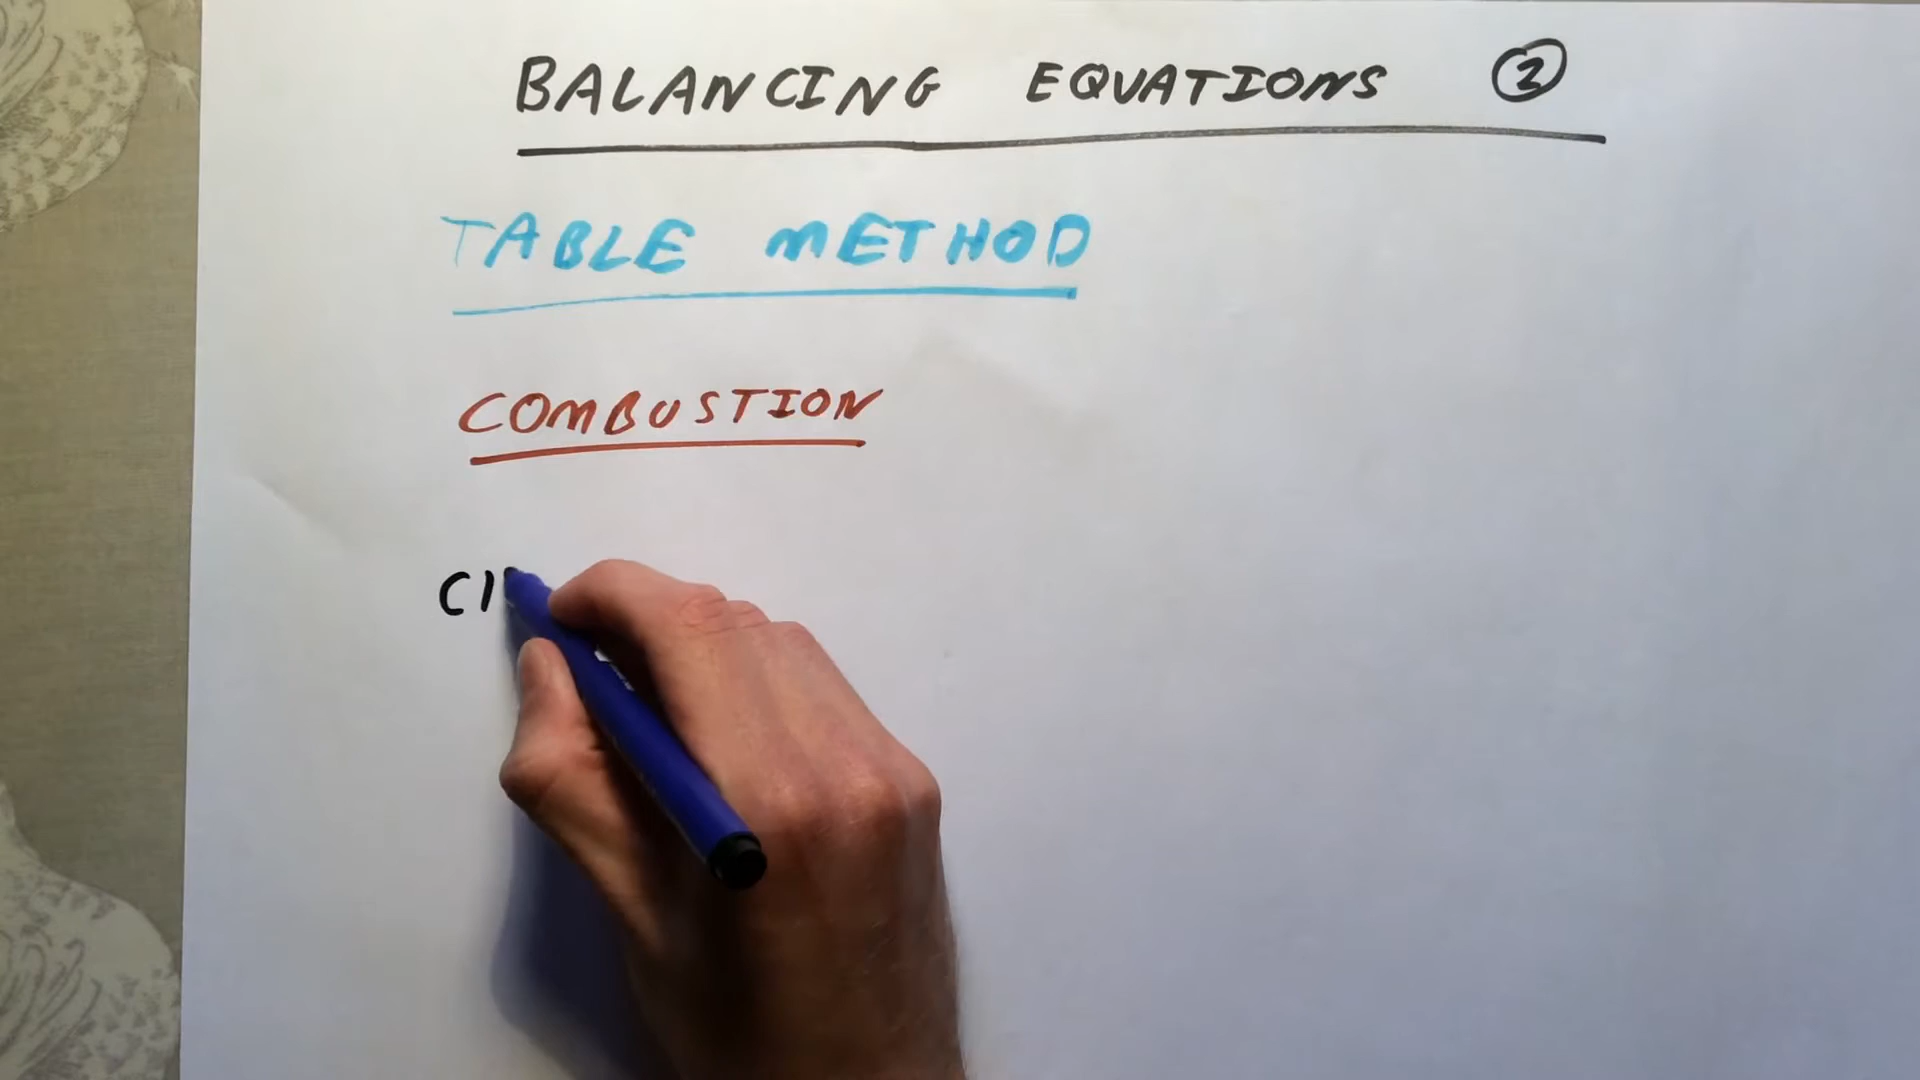 BALANCING EQUATIONS 2
TABLE METHOD
COMBUSTION
C